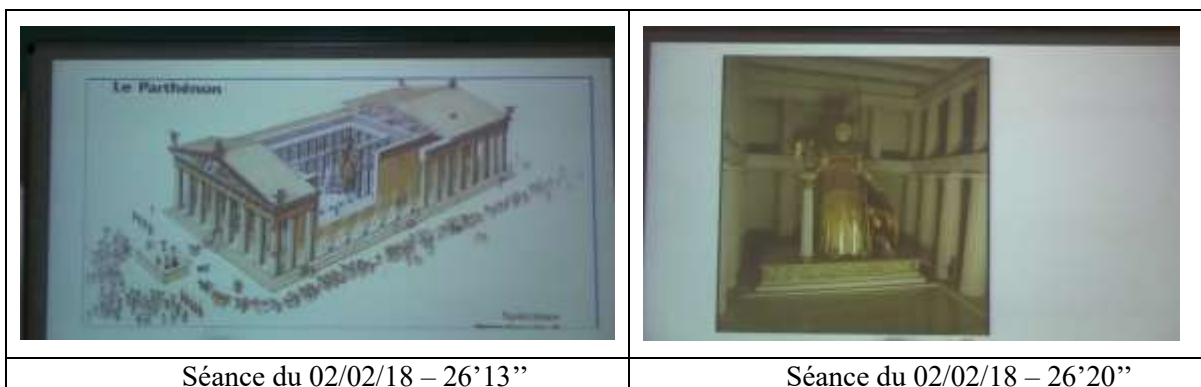 Le Parthénon
Séance du 02/02/18 – 26’13’’
Séance du 02/02/18 – 26’20’’